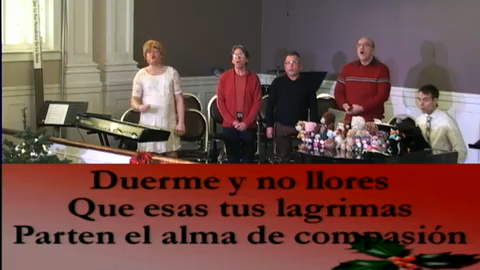 Duerme y no llores
Que esas tus lagrimas
Parten el alma de compasión